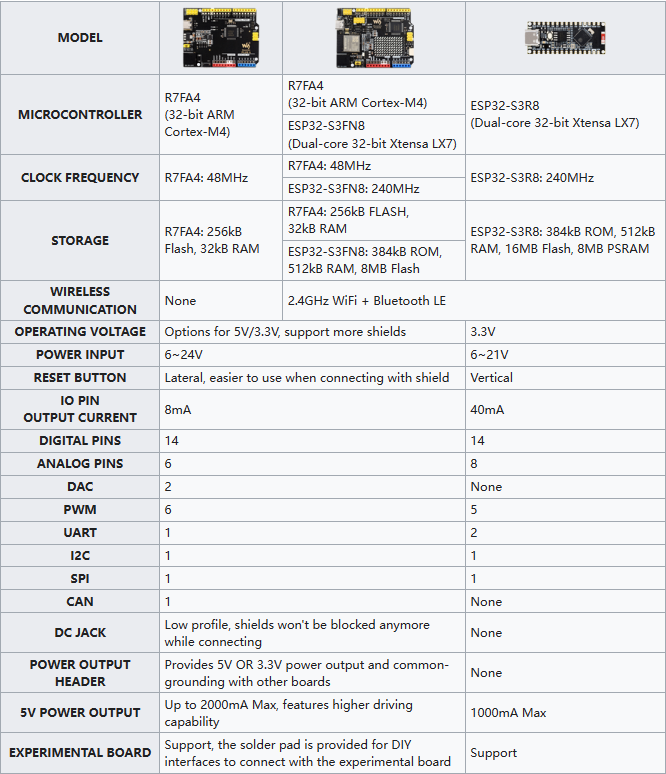 MODEL
MICROCONTROLLER
R7FA4
(32-bit ARM
Cortex-M4)
R7FA4
(32-bit ARM Cortex-M4)
ESP32-S3FN8
(Dual-core 32-bit Xtensa LX7)
ESP32-S3R8
(Dual-core 32-bit Xtensa LX7)
CLOCK FREQUENCY
R7FA4: 48MHz
R7FA4: 48MHz
ESP32-S3FN8: 240MHz
ESP32-S3R8: 240MHz
STORAGE
R7FA4: 256kB
Flash, 32kB RAM
R7FA4: 256kB FLASH,
32kB RAM
ESP32-S3FN8: 384kB ROM,
512kB RAM, 8MB Flash
ESP32-S3R8: 384kB ROM, 512kB
RAM, 16MB Flash, 8MB PSRAM
WIRELESS
COMMUNICATION
None
2.4GHz WiFi + Bluetooth LE
OPERATING VOLTAGE
Options for 5V/3.3V, support more shields
3.3V
POWER INPUT
6~24V
6~21V
RESET BUTTON
Lateral, easier to use when connecting with shield
Vertical
IO PIN
OUTPUT CURRENT
8mA
40mA
DIGITAL PINS
14
14
ANALOG PINS
6
8
DAC
2
None
PWM
6
5
UART
1
2
I2C
1
1
SPI
1
1
CAN
1
None
DC JACK
Low profile, shields won't be blocked anymore
while connecting
None
POWER OUTPUT
HEADER
Provides 5V OR 3.3V power output and common-
grounding with other boards
None
5V POWER OUTPUT
Up to 2000mA Max, features higher driving
capability
1000mA Max
EXPERIMENTAL BOARD
Support, the solder pad is provided for DIY
interfaces to connect with the experimental board
Support